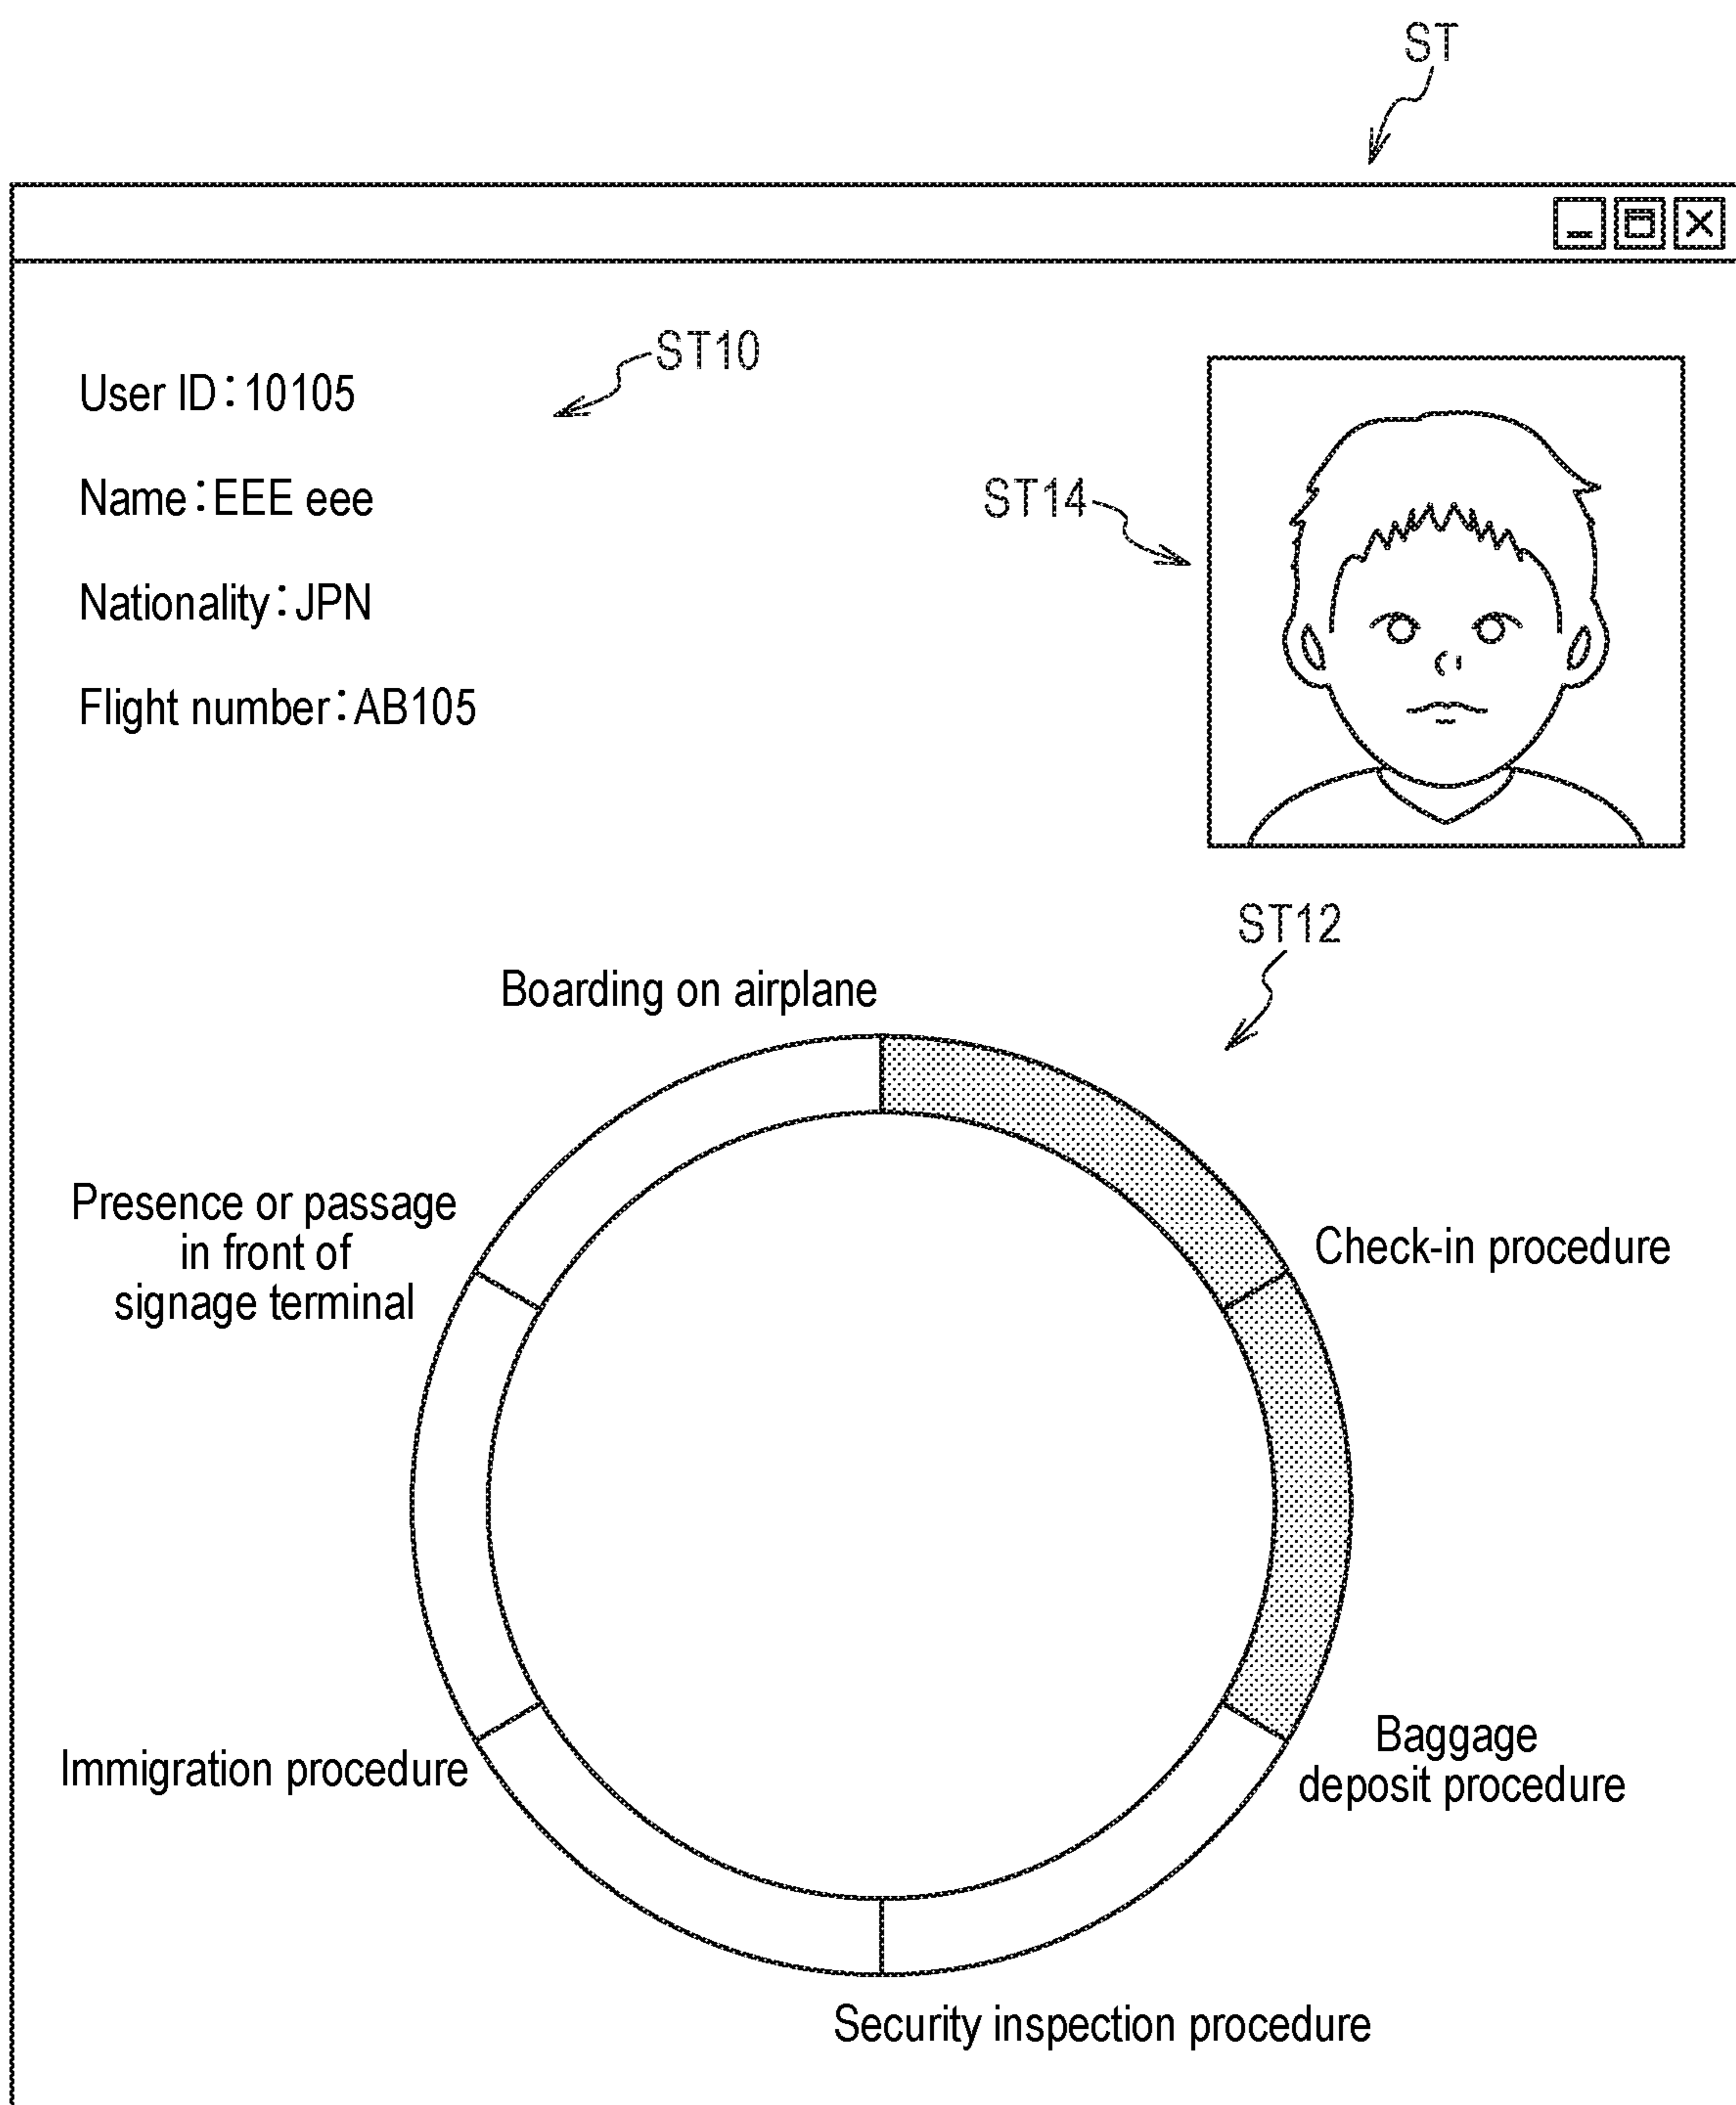 ST
User ID：10105
ST10
Name：EEE eee
ST14
Nationality：JPN
Flight number：AB105
ST12
Boarding on airplane
Presence or passage
in front of
signage terminal
Check-in procedure
Immigration procedure
Baggage
deposit procedure
Security inspection procedure